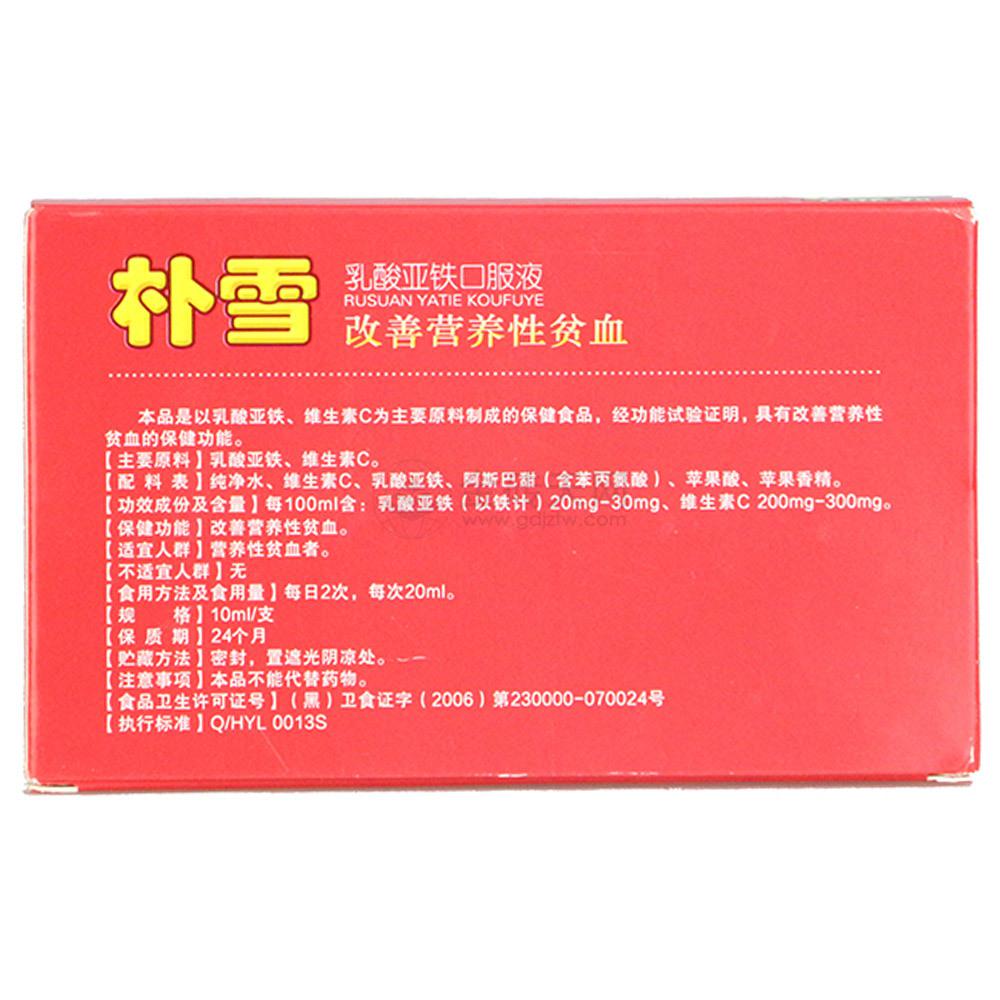 朴雪
乳酸亚铁口服液
RUSUAN YATIE KOUFUYE
改善营养性贫血
本品是以乳酸亚铁、维生素C为主要原料制成的保健食品，经功能试验证明，具有改善营养性
贫血的保健功能。
【主要原料】乳酸亚铁、维生素C。
【配 料 表】纯净水、维生素C、乳酸亚铁、阿斯巴甜（含苯丙氨酸）、苹果酸、苹果香精。
【功效成份及含量】每100ml含：乳酸亚铁（以铁计）20mg-30mg、维生素C 200mg-300mg。
www.gdjztw.com
【保健功能】改善营养性贫血。
【适宜人群】营养性贫血者。
【不适宜人群】无
【食用方法及食用量】每日2次，每次20ml。
【规 格】10ml/支
【保 质 期】24个月
【贮藏方法】密封，置遮光阴凉处。
【注意事项】本品不能代替药物。
【食品卫生许可证号】（黑）卫食证字（2006）第230000-070024号
【执行标准】Q/HYL 0013S